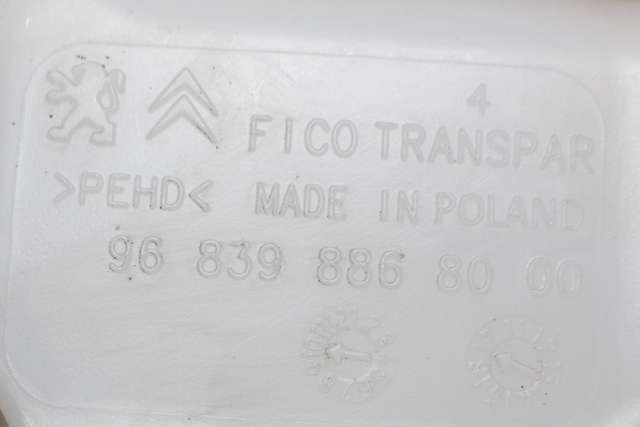 4
FICO TRANSPAR
>PEHD< MADE IN POLAND
96 839 886 80 00